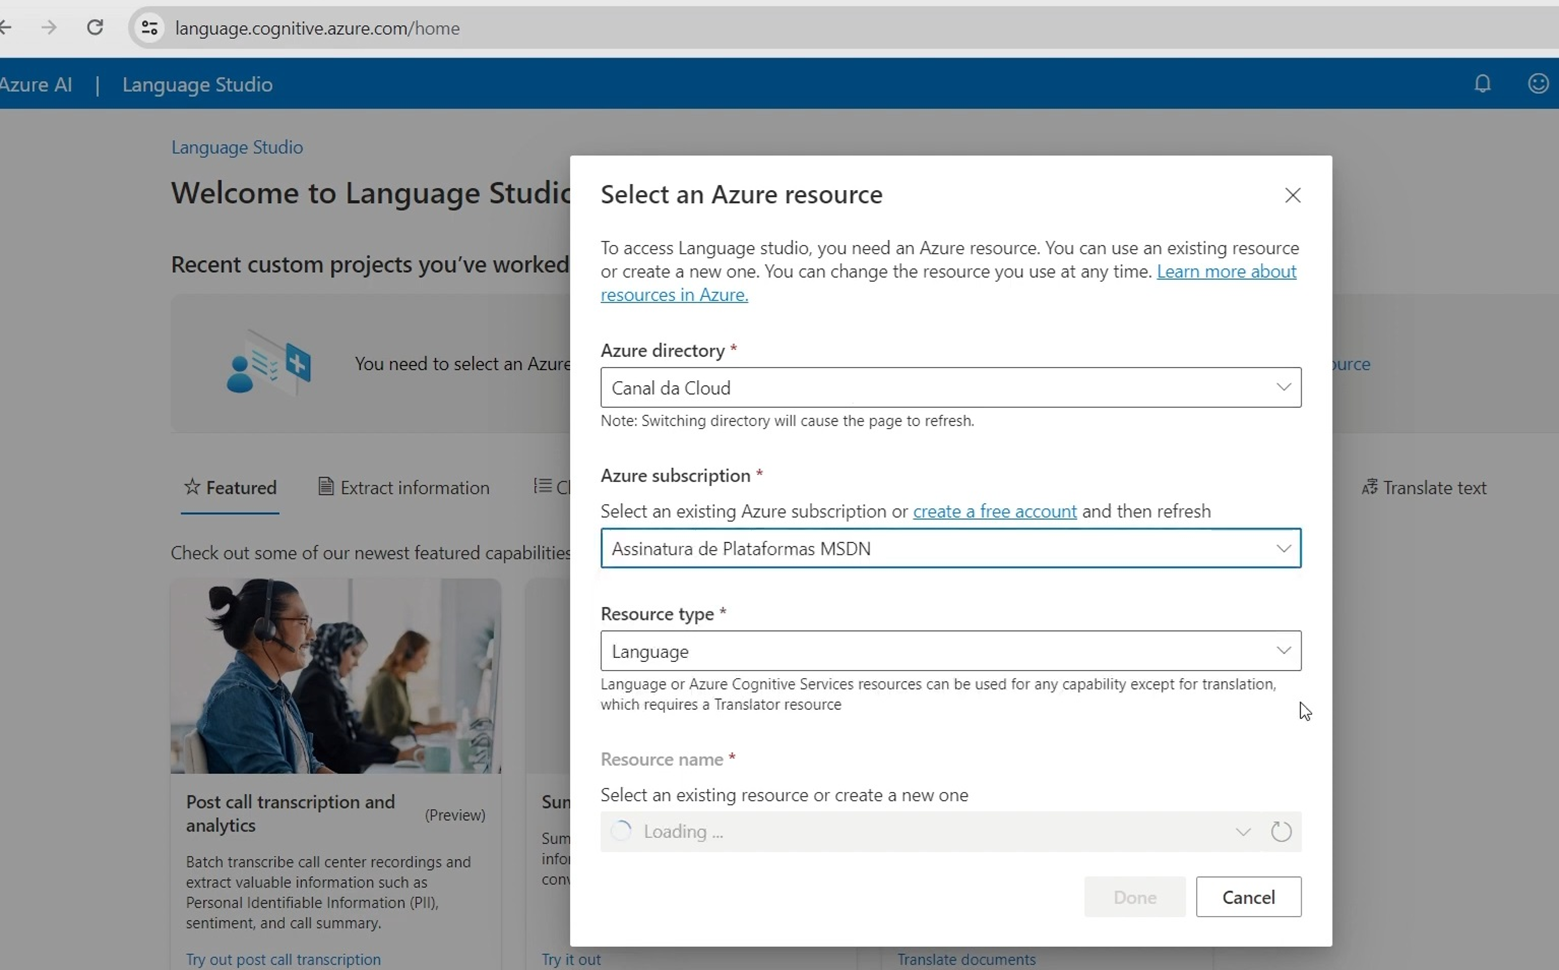 language.cognitive.azure.com/home
Azure AI | Language Studio
Language Studio
Welcome to Language Studio
Recent custom projects you've worked
You need to select an Azure
Featured
Extract information
Translate text
Check out some of our newest featured capabilities
Post call transcription and
analytics
(Preview)
Batch transcribe call center recordings and
extract valuable information such as
Personal Identifiable Information (PII),
sentiment, and call summary.
Try out post call transcription
Try it out
Translate documents
Select an Azure resource
To access Language studio, you need an Azure resource. You can use an existing resource
or create a new one. You can change the resource you use at any time. Learn more about
resources in Azure.
Azure directory *
Canal da Cloud
Note: Switching directory will cause the page to refresh.
Azure subscription *
Select an existing Azure subscription or create a free account and then refresh
Assinatura de Plataformas MSDN
Resource type *
Language
Language or Azure Cognitive Services resources can be used for any capability except for translation,
which requires a Translator resource
Resource name *
Select an existing resource or create a new one
Loading ...
Done
Cancel